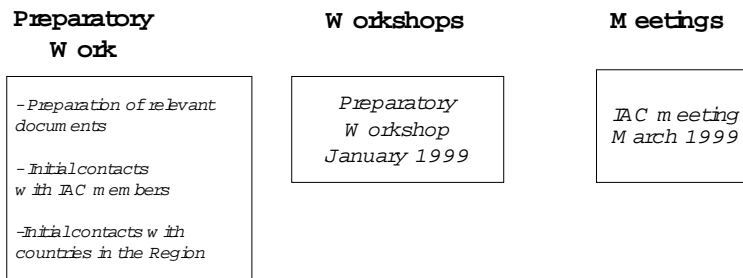 Preparatory
Work
- Preparation of relevant
documents
- Initial contacts
with IAC members
-Initial contacts with
countries in the Region
Workshops
Preparatory
Workshop
January 1999
Meetings
IAC meeting
March 1999